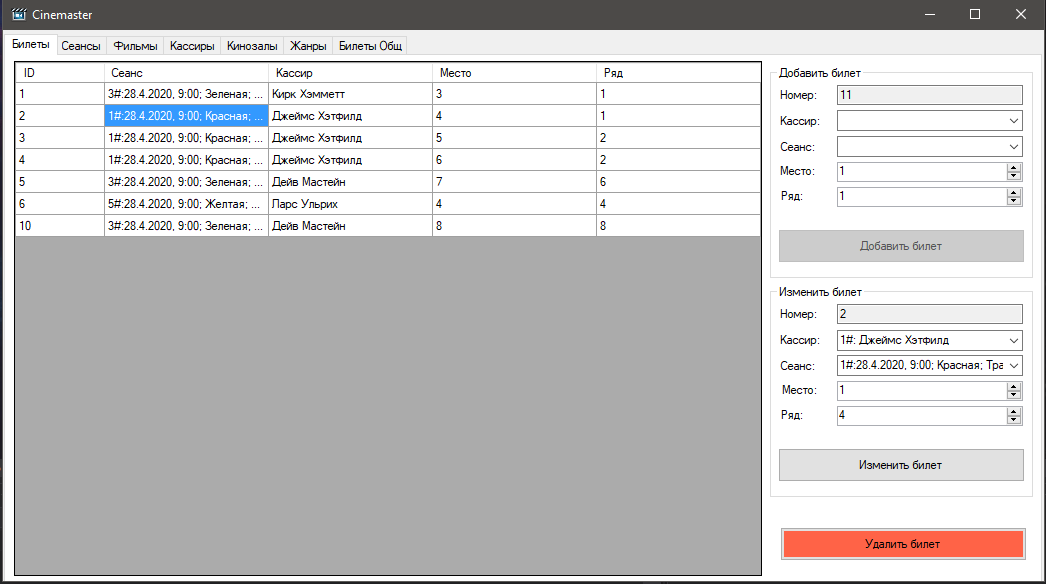 Cinemaster
Билеты Сеансы Фильмы Кассиры Кинозалы Жанры Билеты Общ
ID Сеанс Кассир Место Ряд
1 3#:28.4.2020, 9:00; Зеленая; ... Кирк Хэмметт 3 1
2 1#:28.4.2020, 9:00; Красная; ... Джеймс Хэтфилд 4 1
3 1#:28.4.2020, 9:00; Красная; ... Джеймс Хэтфилд 5 2
4 1#:28.4.2020, 9:00; Красная; ... Джеймс Хэтфилд 6 2
5 3#:28.4.2020, 9:00; Зеленая; ... Дейв Мастейн 7 6
6 5#:28.4.2020, 9:00; Желтая; ... Ларс Ульрих 4 4
10 3#:28.4.2020, 9:00; Зеленая; ... Дейв Мастейн 8 8
Добавить билет
Номер: 11
Кассир:
Сеанс:
Место: 1
Ряд: 1
Добавить билет
Изменить билет
Номер: 2
Кассир: 1#: Джеймс Хэтфилд
Сеанс: 1#:28.4.2020, 9:00; Красная; Тра
Место: 1
Ряд: 4
Изменить билет
Удалить билет